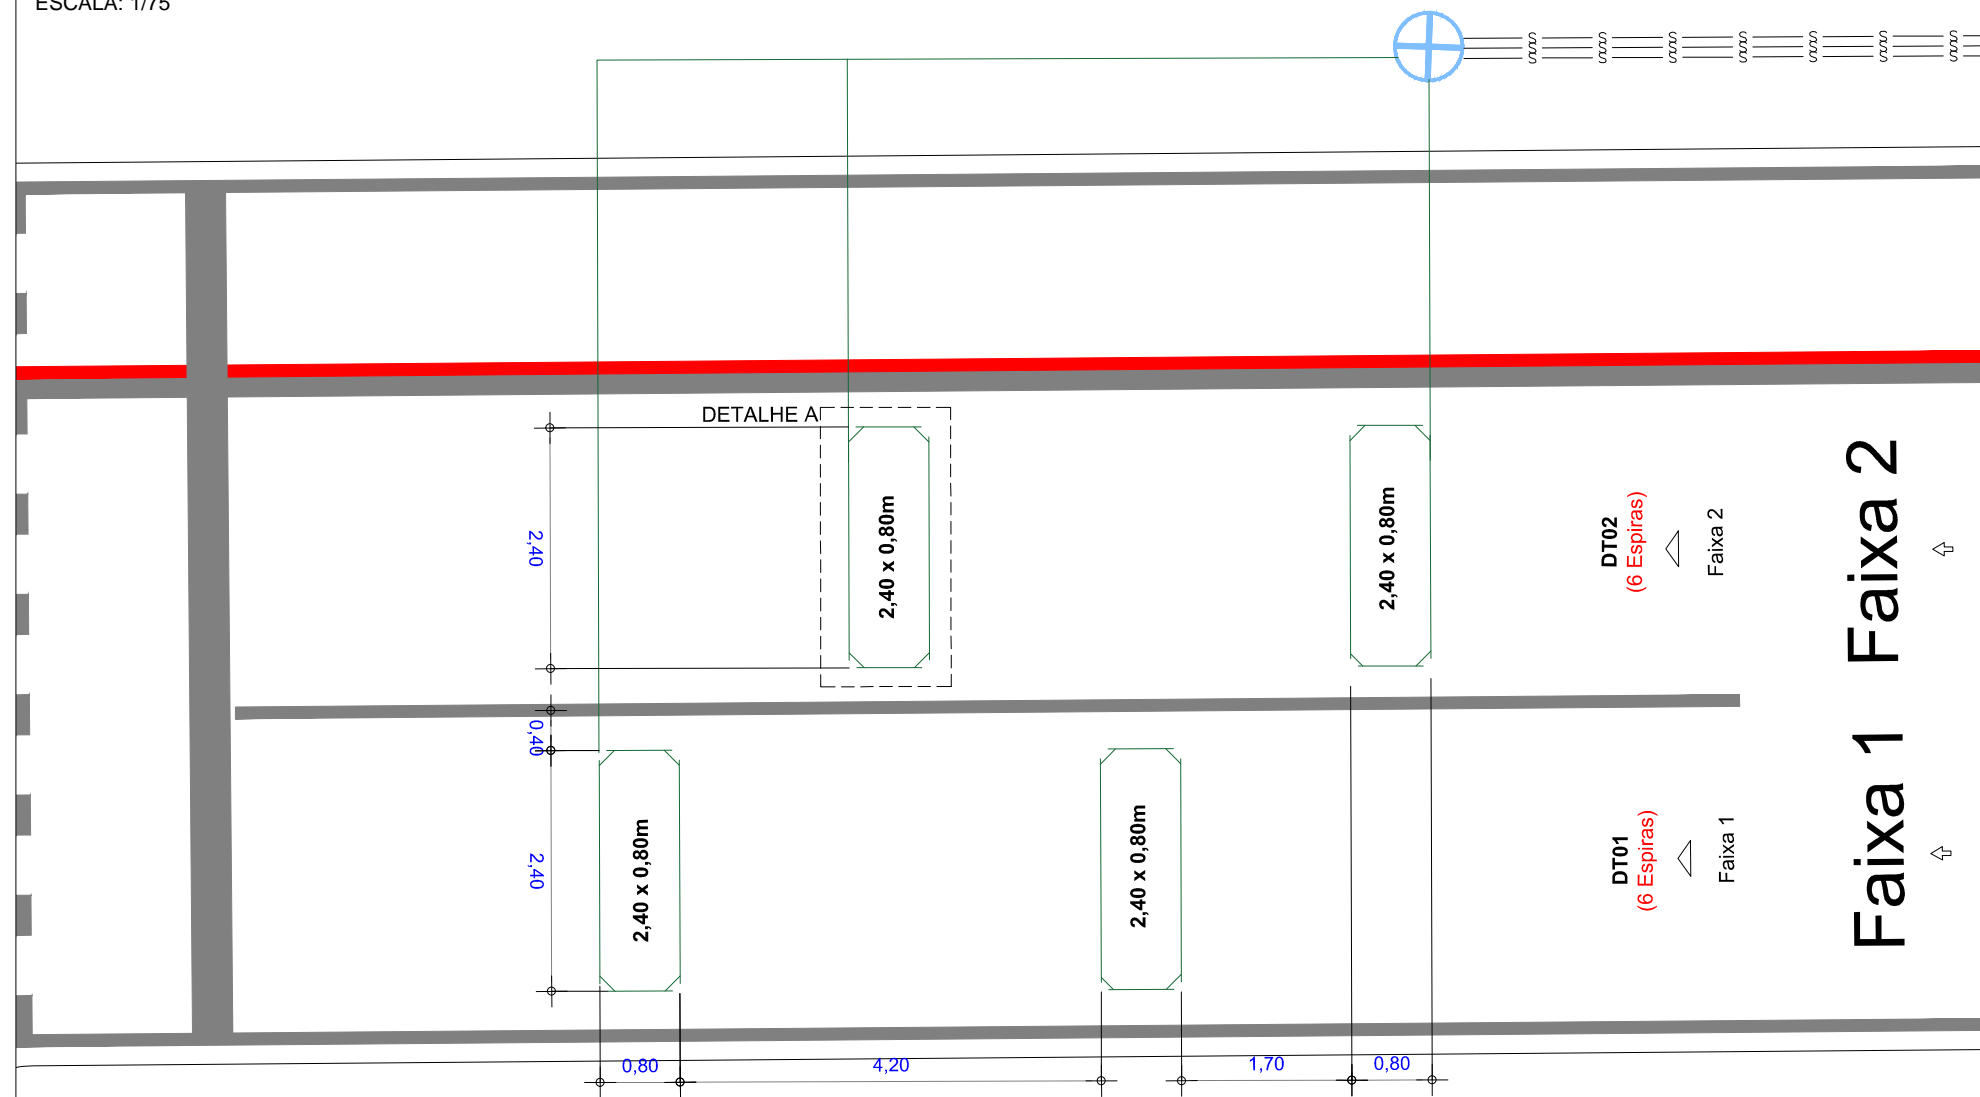 ESCALA: 1/75
S S S S S S S
S S S S S S S
S S S S S S S
DETALHE A
2,40
2,40 x 0,80m
2,40 x 0,80m
DT02
(6 Espiras)
Faixa 2
Faixa 2
0,40
2,40
2,40 x 0,80m
2,40 x 0,80m
DT01
(6 Espiras)
Faixa 1
Faixa 1
0,80
4,20
1,70
0,80